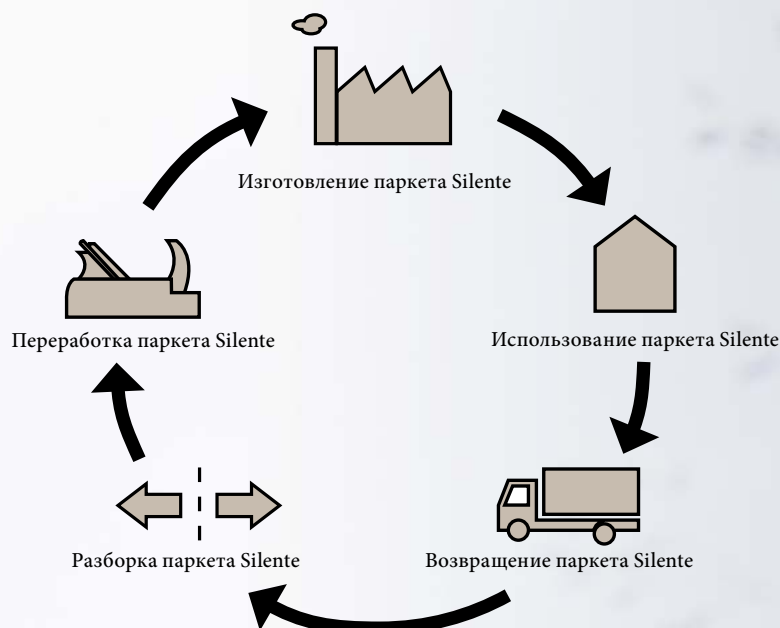 Изготовление паркета Silente
Использование паркета Silente
Возвращение паркета Silente
Разборка паркета Silente
Переработка паркета Silente